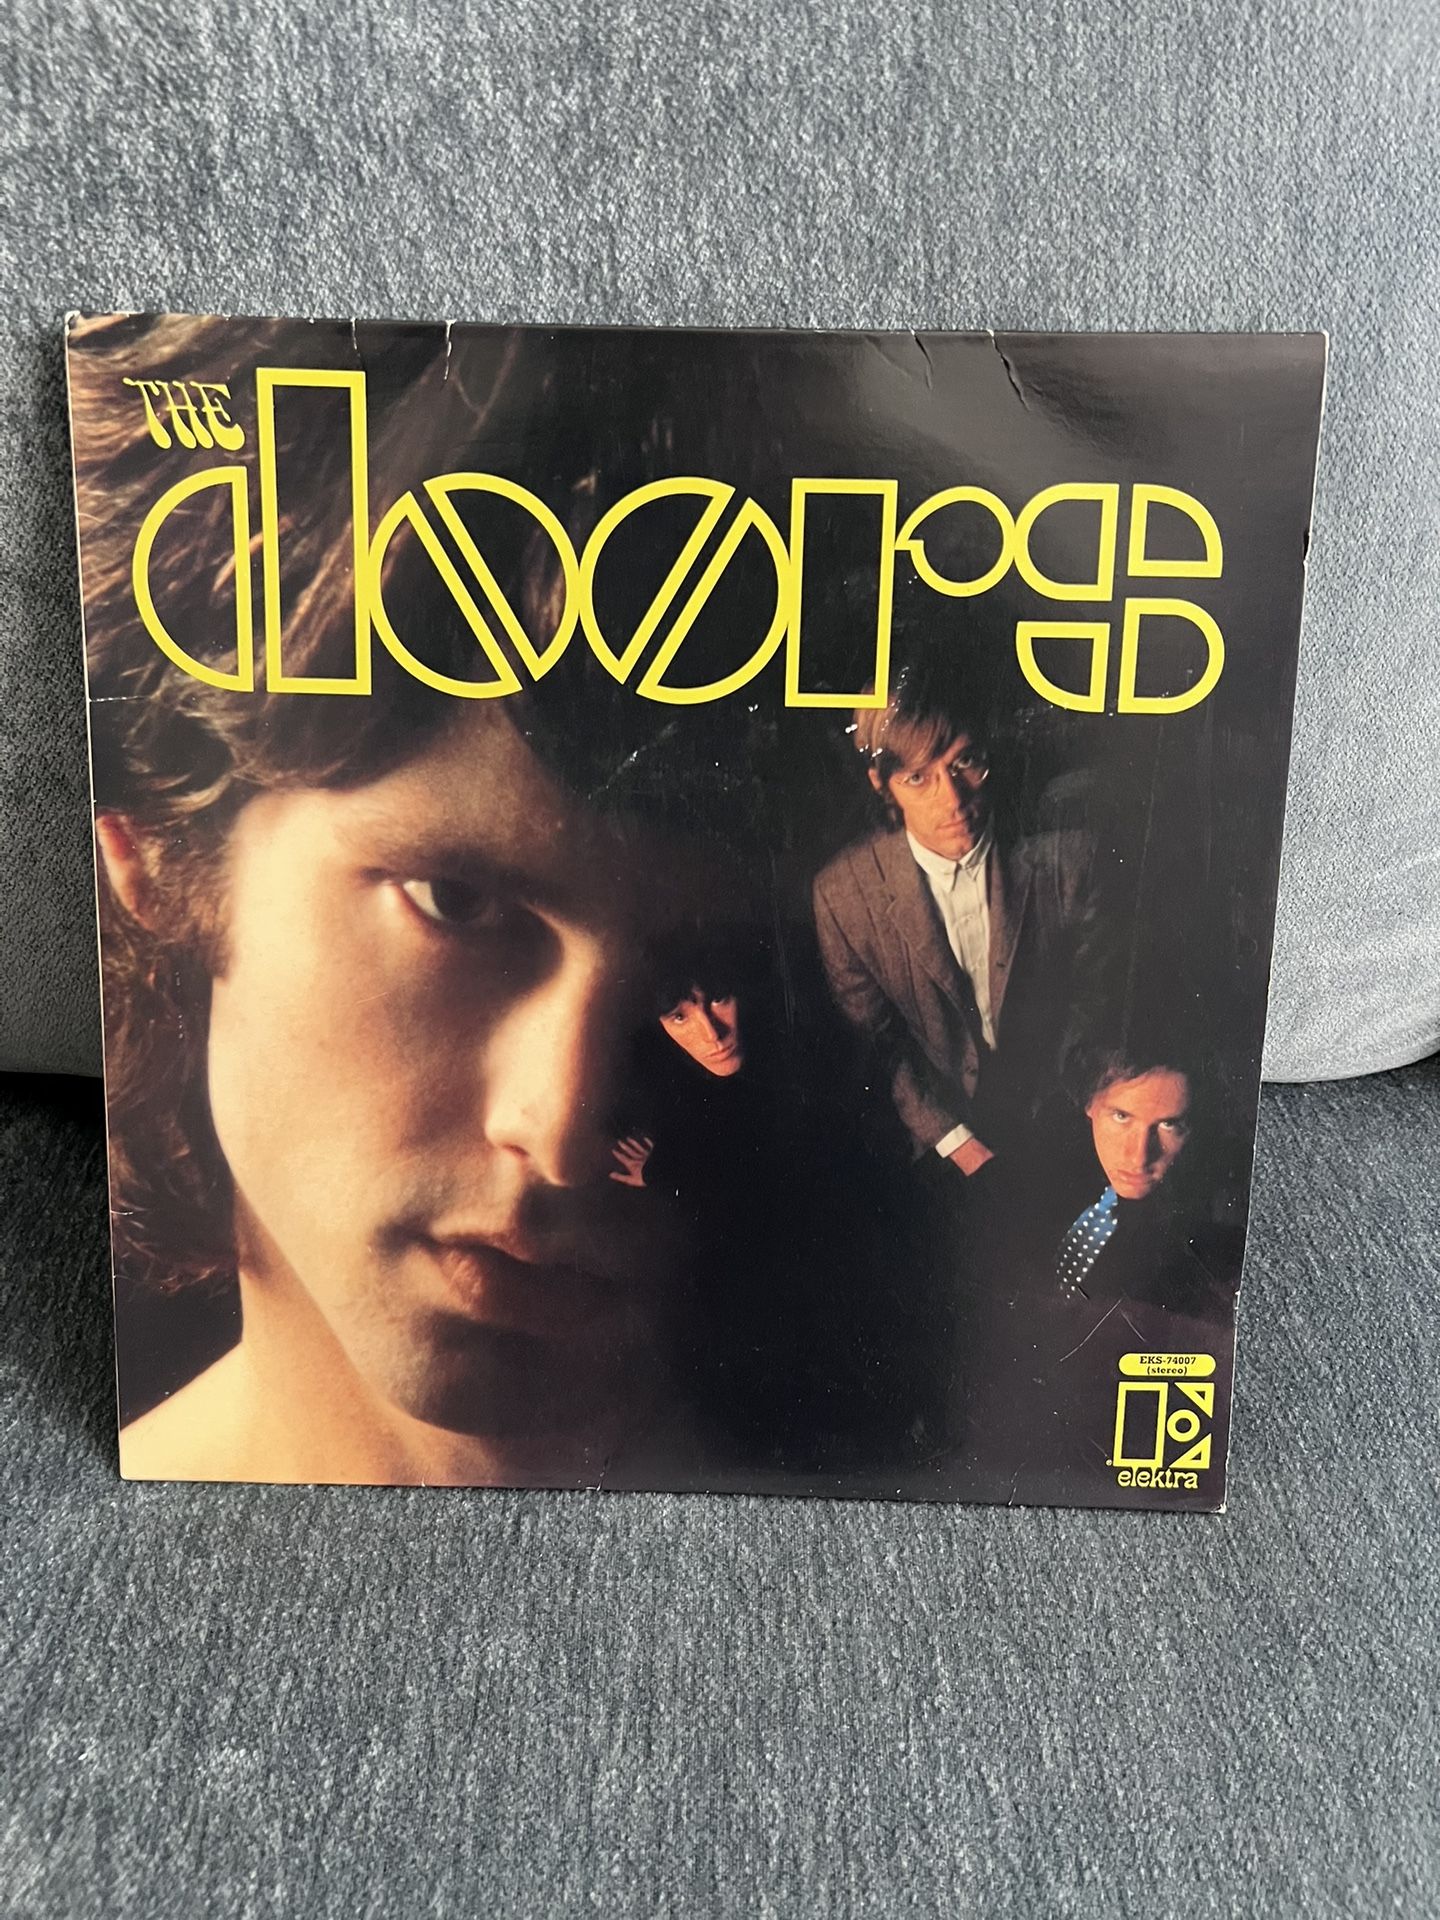 THE
doors
EKS-74007
(stereo)
®
elektra